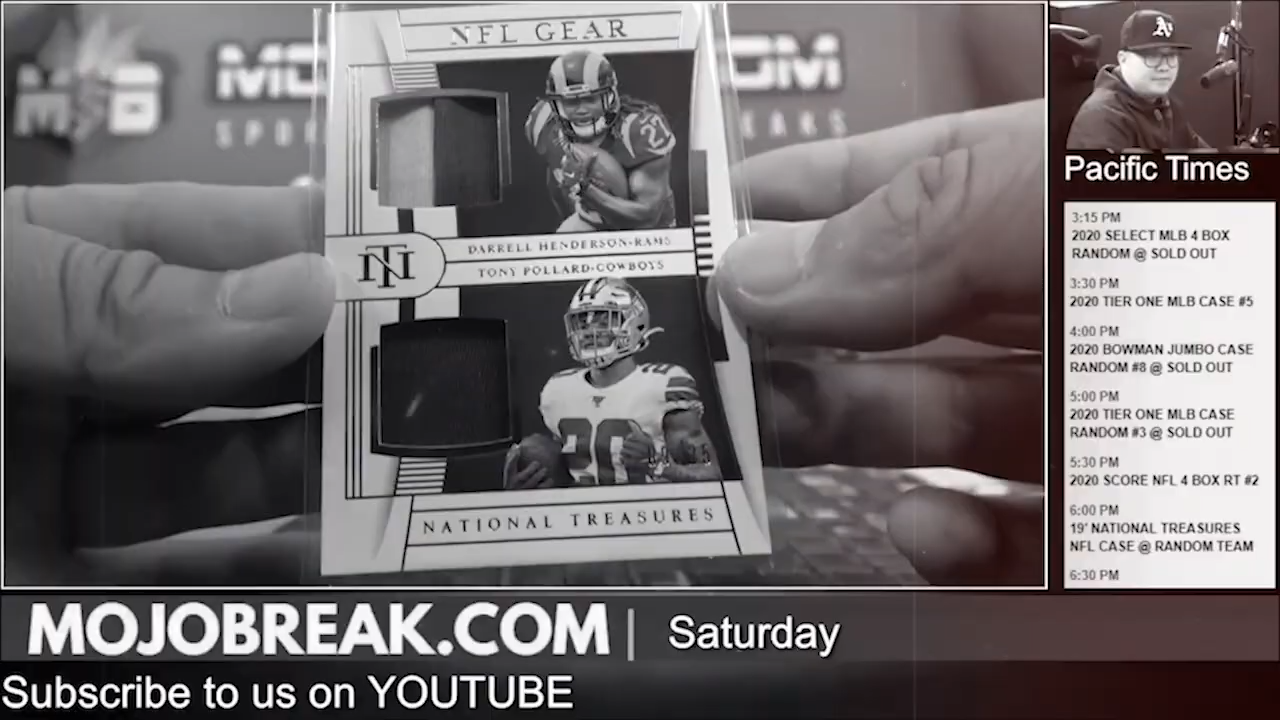 NFL GEAR
27
DARRELL HENDERSON-RAMS
NT
TONY POLLARD-COWBOYS
20
NATIONAL TREASURES
A's
Pacific Times
3:15 PM
2020 SELECT MLB 4 BOX
RANDOM @ SOLD OUT
3:30 PM
2020 TIER ONE MLB CASE #5
4:00 PM
2020 BOWMAN JUMBO CASE
RANDOM #8 @ SOLD OUT
5:00 PM
2020 TIER ONE MLB CASE
RANDOM #3 @ SOLD OUT
5:30 PM
2020 SCORE NFL 4 BOX RT #2
6:00 PM
19' NATIONAL TREASURES
NFL CASE @ RANDOM TEAM
6:30 PM
MOJOBREAK.COM | Saturday
Subscribe to us on YOUTUBE